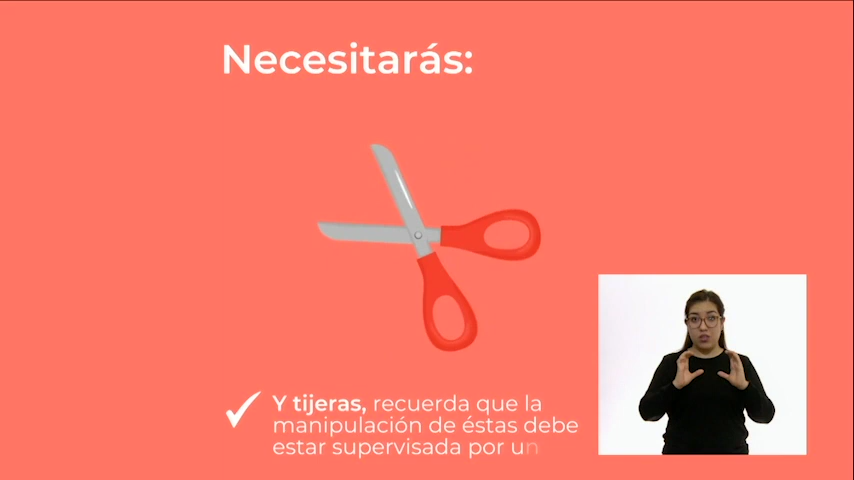 Necesitarás:
Y tijeras, recuerda que la
manipulación de éstas debe
estar supervisada por un